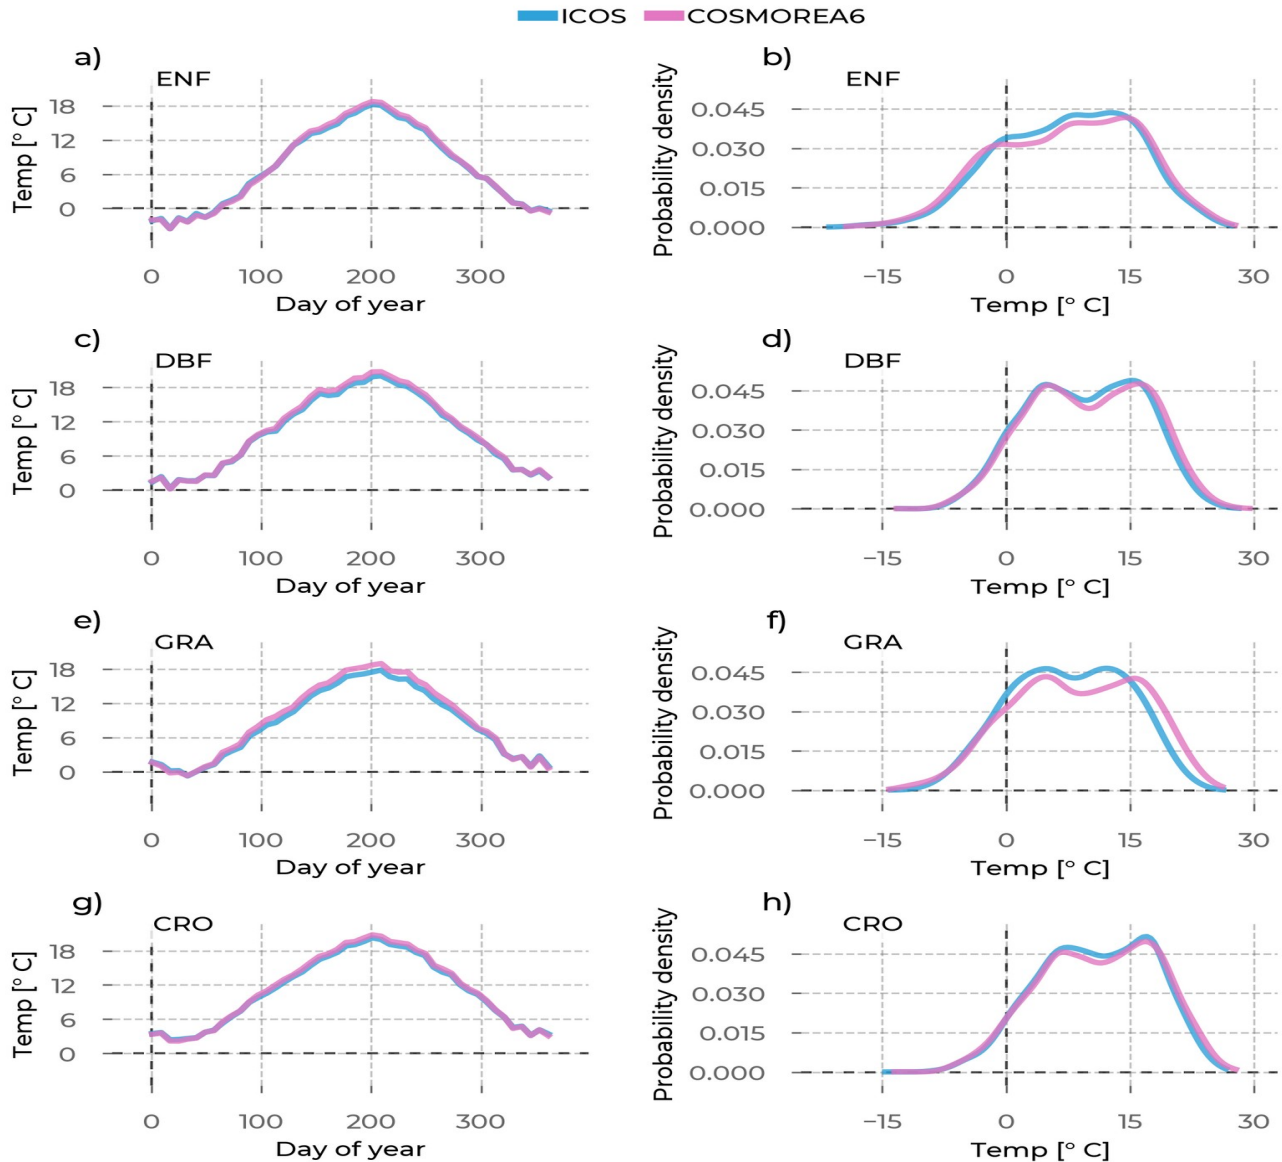 ICOS COSMOREA6
a) b)
ENF ENF
Temp [° C] Probability density
18 12 6 0
0.045 0.030 0.015 0.000
0 100 200 300
−15 0 15 30
Day of year Temp [° C]
c) d)
DBF DBF
Temp [° C] Probability density
18 12 6 0
0.045 0.030 0.015 0.000
0 100 200 300
−15 0 15 30
Day of year Temp [° C]
e) f)
GRA GRA
Temp [° C] Probability density
18 12 6 0
0.045 0.030 0.015 0.000
0 100 200 300
−15 0 15 30
Day of year Temp [° C]
g) h)
CRO CRO
Temp [° C] Probability density
18 12 6 0
0.045 0.030 0.015 0.000
0 100 200 300
−15 0 15 30
Day of year Temp [° C]